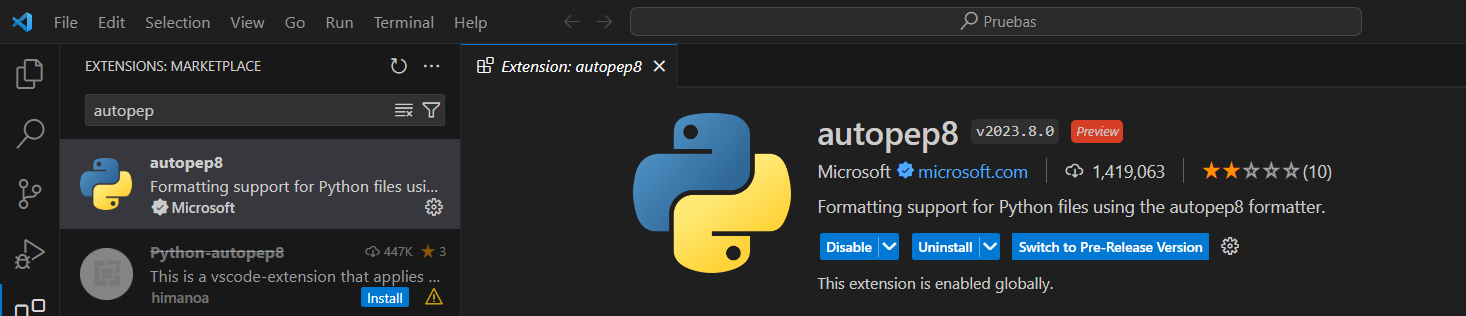 File Edit Selection View Go Run Terminal Help
Pruebas
EXTENSIONS: MARKETPLACE
autopep
autopep8
Formatting support for Python files usi...
Microsoft
Python-autopep8 447K 3
This is a vscode-extension that applies ...
himanoa Install
Extension: autopep8
autopep8 v2023.8.0 Preview
Microsoft microsoft.com 1,419,063 (10)
Formatting support for Python files using the autopep8 formatter.
Disable Uninstall Switch to Pre-Release Version
This extension is enabled globally.